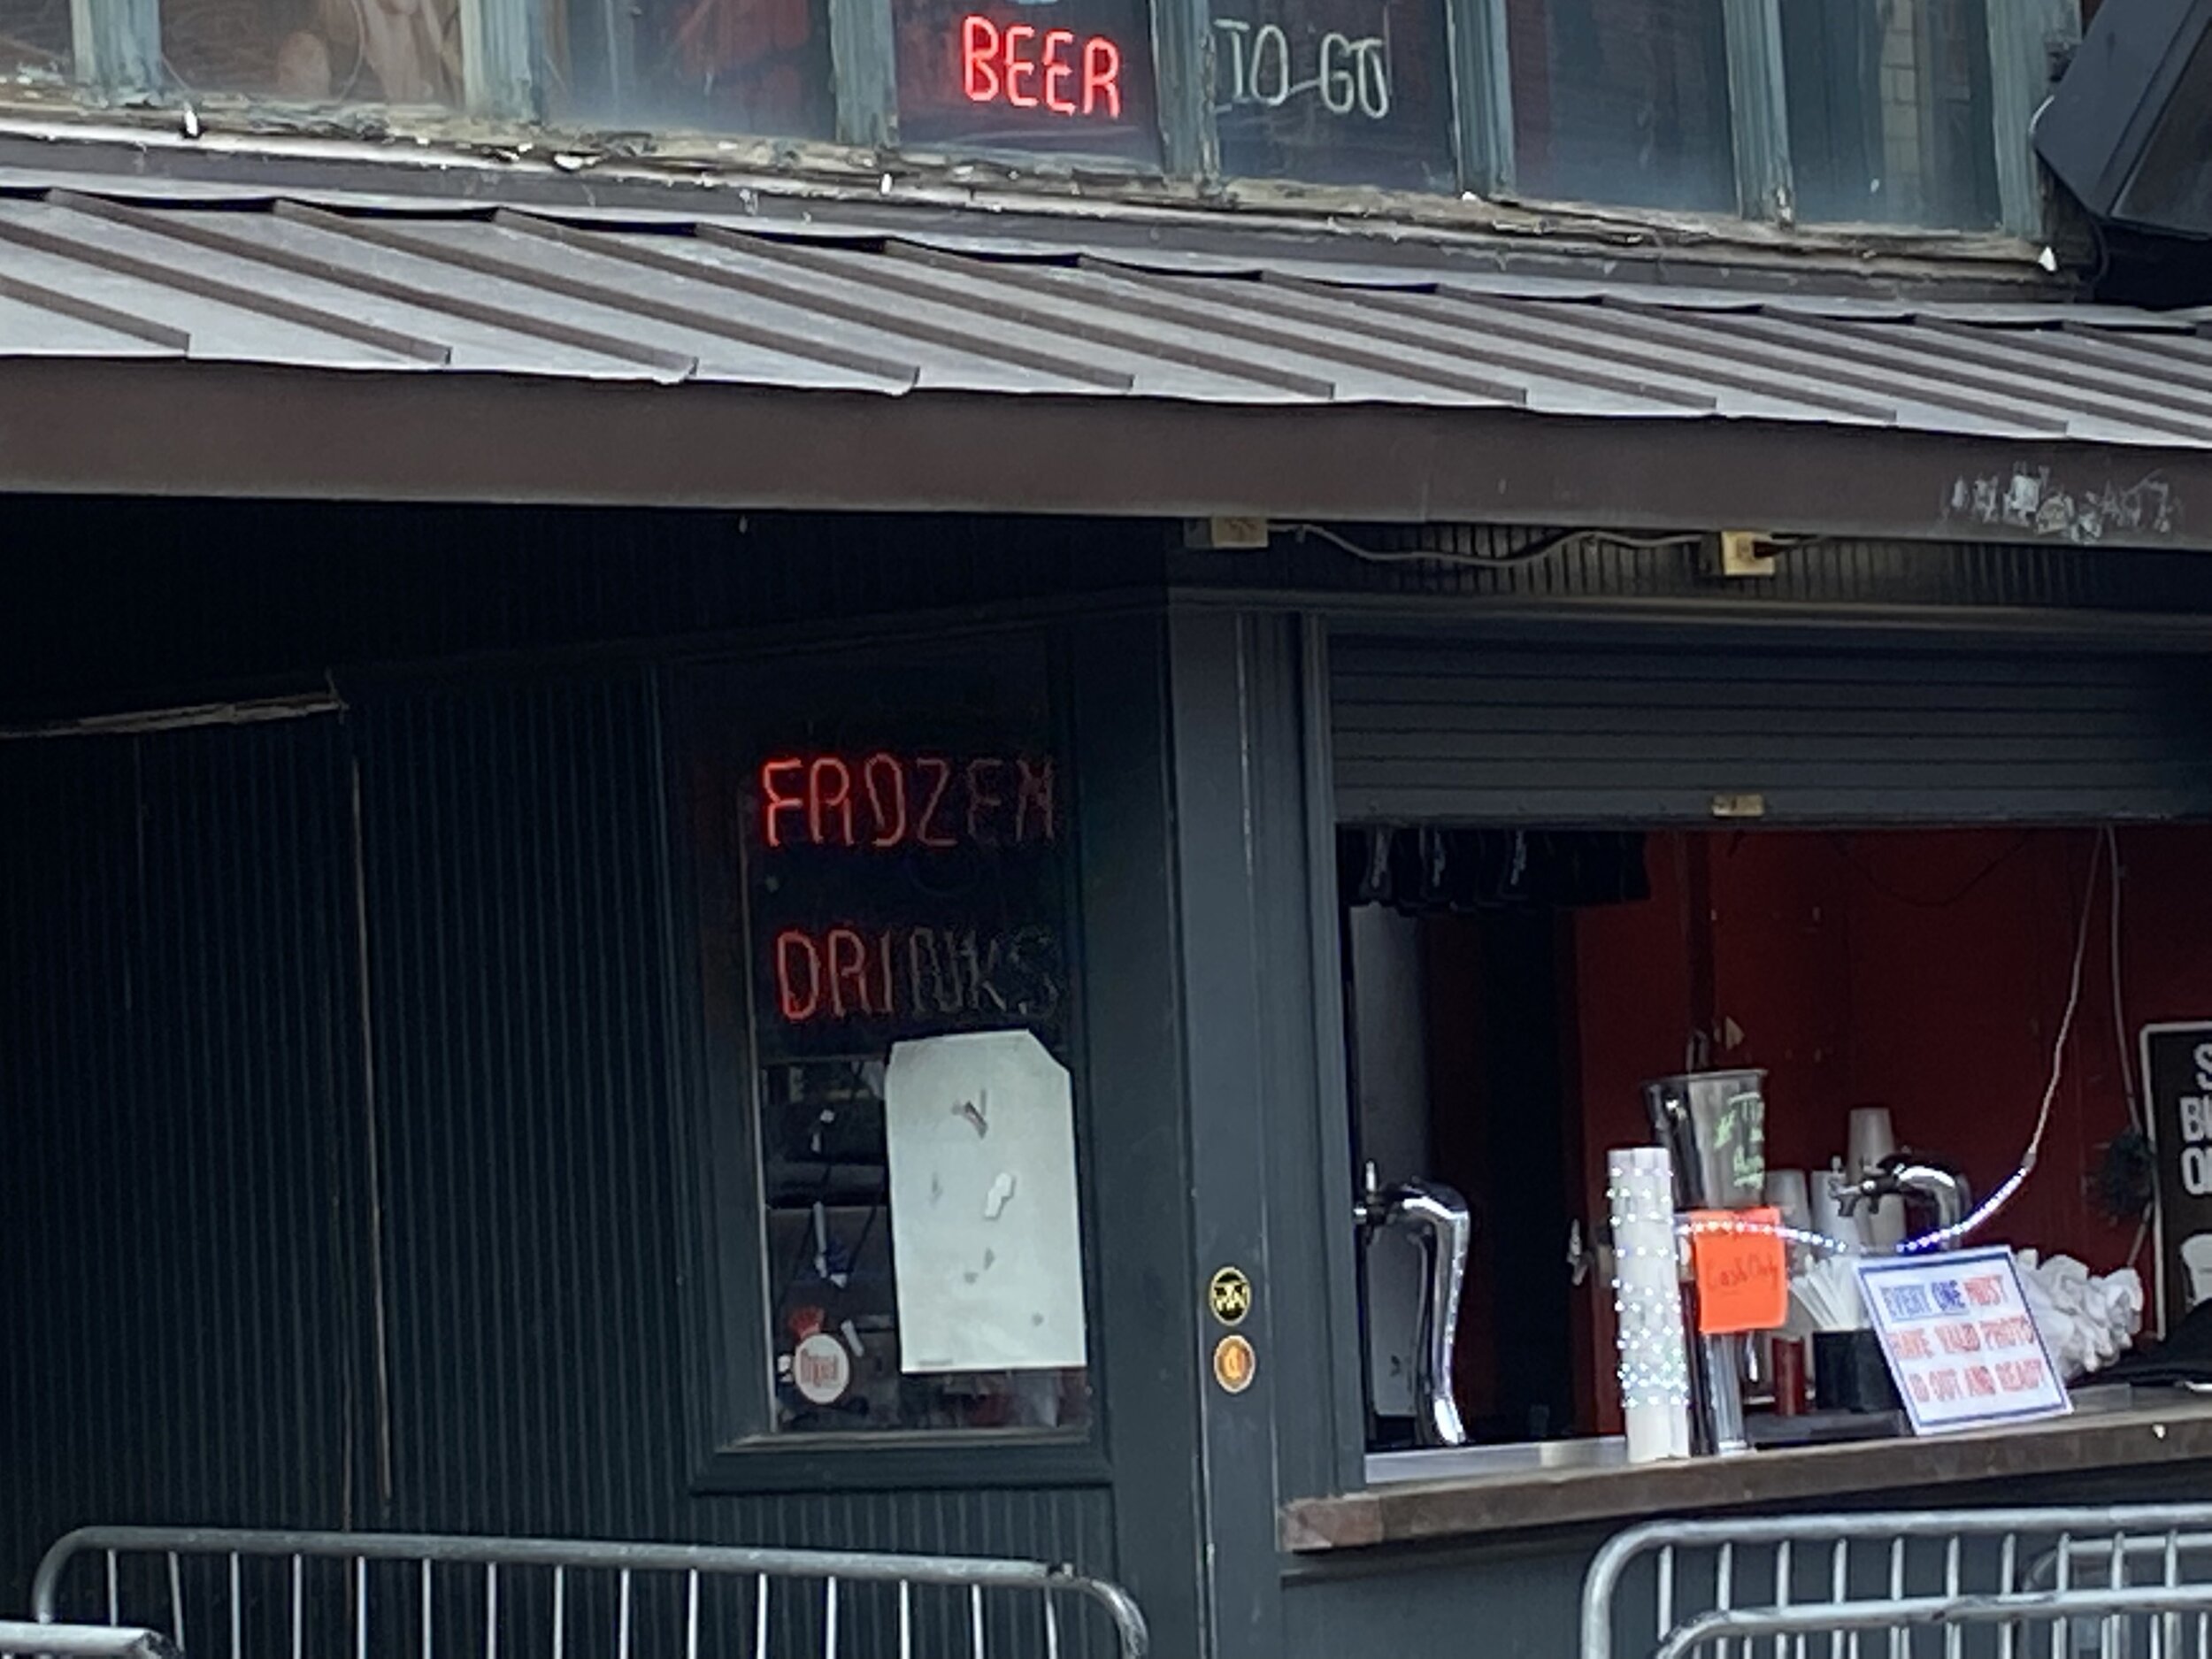 BEER TO GO
FROZEN
DRINKS
Cash Only
EVERY ONE MUST
HAVE VALID PHOTO
ID OUT AND READY